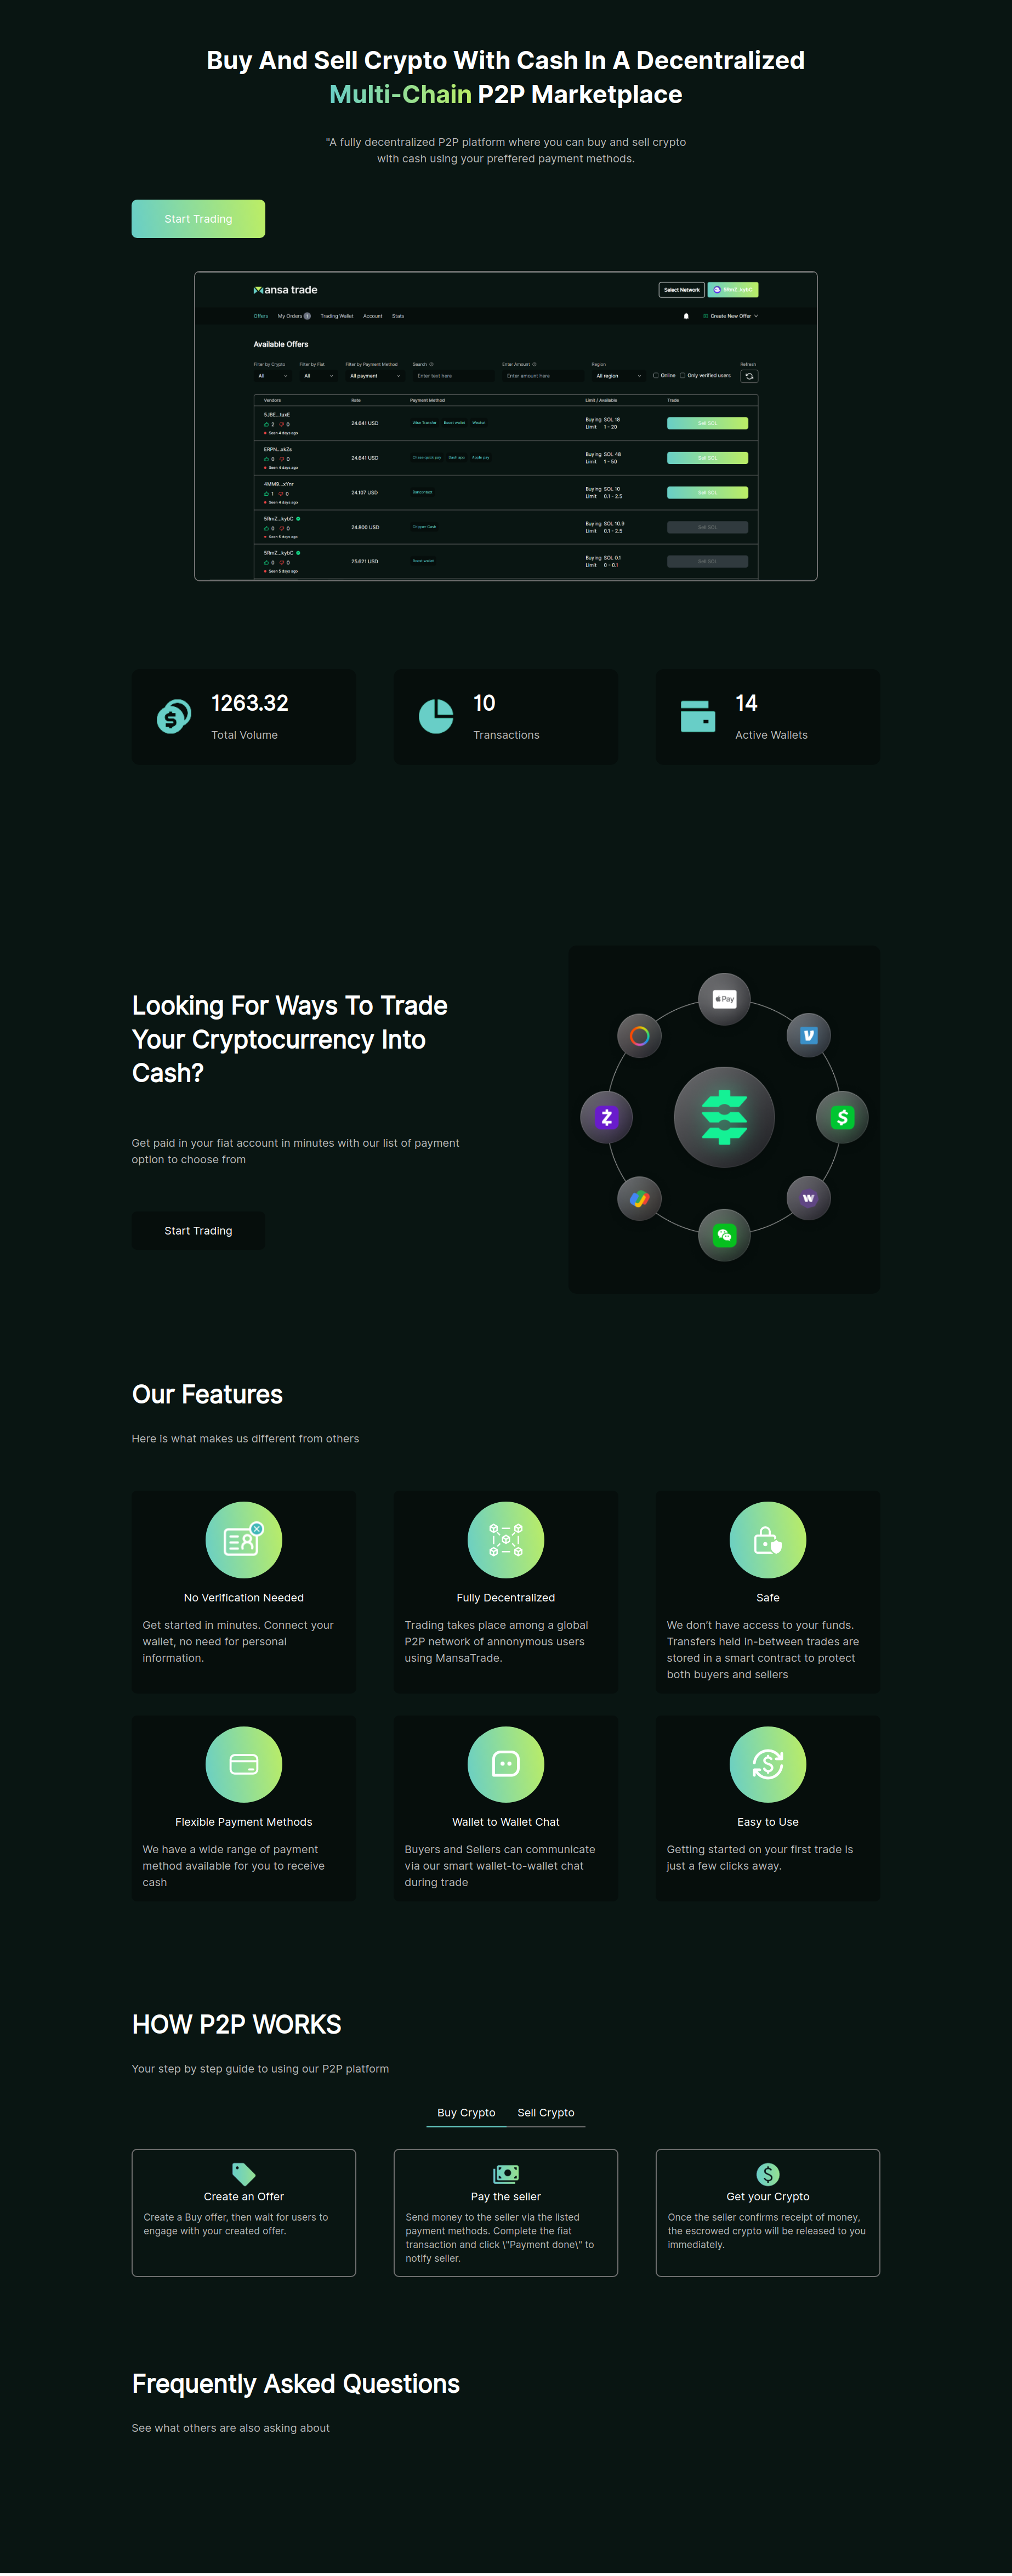 Buy And Sell Crypto With Cash In A Decentralized
Multi-Chain P2P Marketplace
"A fully decentralized P2P platform where you can buy and sell crypto
with cash using your preffered payment methods.
Start Trading
ansa trade
Select Network
Offers My Orders 1 Trading Wallet Account Stats
Create New Offer
Available Offers
Filter by Crypto Filter by Fiat Filter by Payment Method Search Enter Amount Region Refresh
All All All payment Enter text here Enter amount here All region Online Only verified users
Vendors Rate Payment Method Limit / Available Trade
5JBE...tuxE
2 0
Seen 4 days ago
24.641 USD
Wise Transfer Boost wallet Wechat
Buying SOL 18
Limit 1 - 20
Sell SOL
ERPN...xkZs
0 0
Seen 4 days ago
24.641 USD
Chase quick pay Cash app Apple pay
Buying SOL 48
Limit 1 - 50
Sell SOL
4MM9...xYnr
1 0
Seen 4 days ago
24.107 USD
Bancontact
Buying SOL 10
Limit 0.1 - 2.5
Sell SOL
5RmZ...kybC
0 0
Seen 5 days ago
24.800 USD
Chipper Cash
Buying SOL 10.9
Limit 0.1 - 2.5
Sell SOL
5RmZ...kybC
0 0
Seen 5 days ago
25.621 USD
Boost wallet
Buying SOL 0.1
Limit 0 - 0.1
Sell SOL
1263.32
Total Volume
10
Transactions
14
Active Wallets
Looking For Ways To Trade
Your Cryptocurrency Into
Cash?
Get paid in your fiat account in minutes with our list of payment
option to choose from
Start Trading
Pay
Our Features
Here is what makes us different from others
No Verification Needed
Get started in minutes. Connect your
wallet, no need for personal
information.
Fully Decentralized
Trading takes place among a global
P2P network of annonymous users
using MansaTrade.
Safe
We don't have access to your funds.
Transfers held in-between trades are
stored in a smart contract to protect
both buyers and sellers
Flexible Payment Methods
We have a wide range of payment
method available for you to receive
cash
Wallet to Wallet Chat
Buyers and Sellers can communicate
via our smart wallet-to-wallet chat
during trade
Easy to Use
Getting started on your first trade is
just a few clicks away.
HOW P2P WORKS
Your step by step guide to using our P2P platform
Buy Crypto Sell Crypto
Create an Offer
Create a Buy offer, then wait for users to
engage with your created offer.
Pay the seller
Send money to the seller via the listed
payment methods. Complete the fiat
transaction and click \"Payment done\" to
notify seller.
Get your Crypto
Once the seller confirms receipt of money,
the escrowed crypto will be released to you
immediately.
Frequently Asked Questions
See what others are also asking about